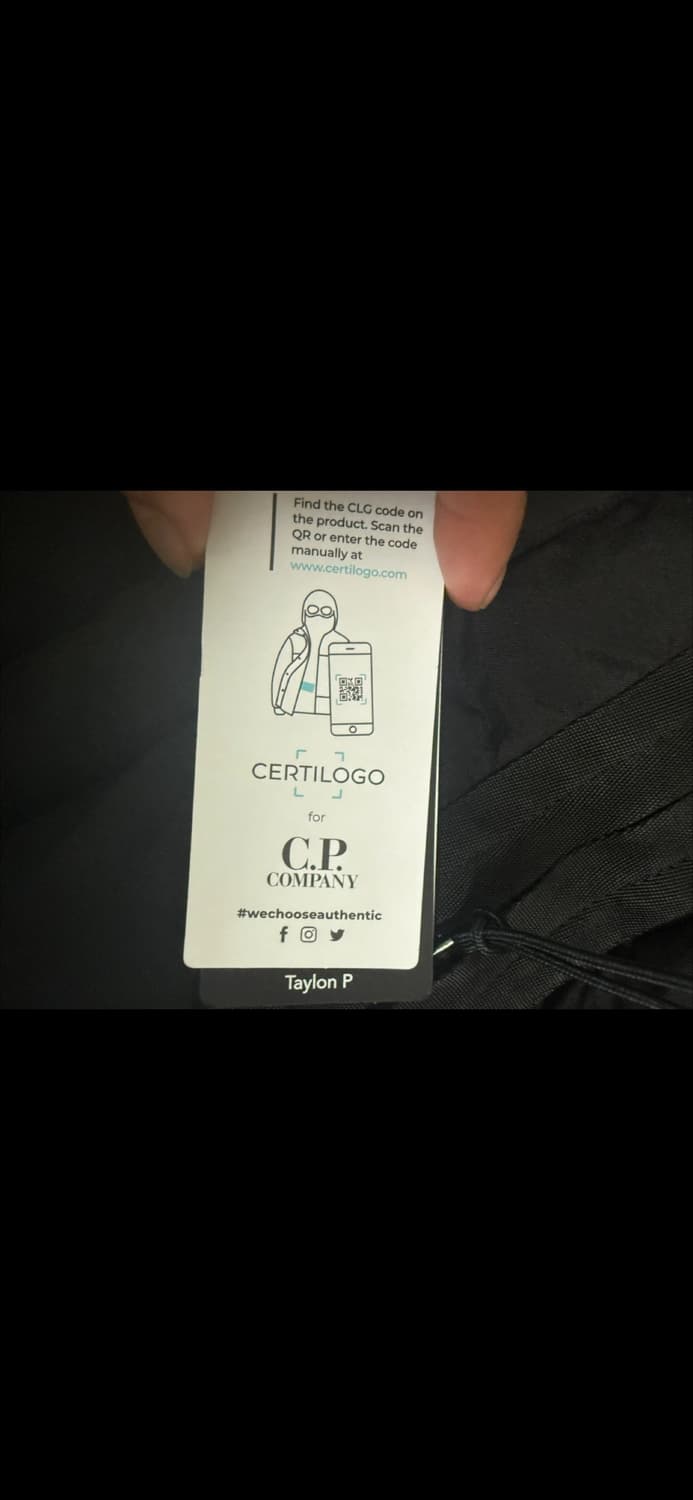 Find the CLG code on
the product. Scan the
QR or enter the code
manually at
www.certilogo.com
CERTILOGO
for
C.P.
COMPANY
#wechooseauthentic
Taylon P